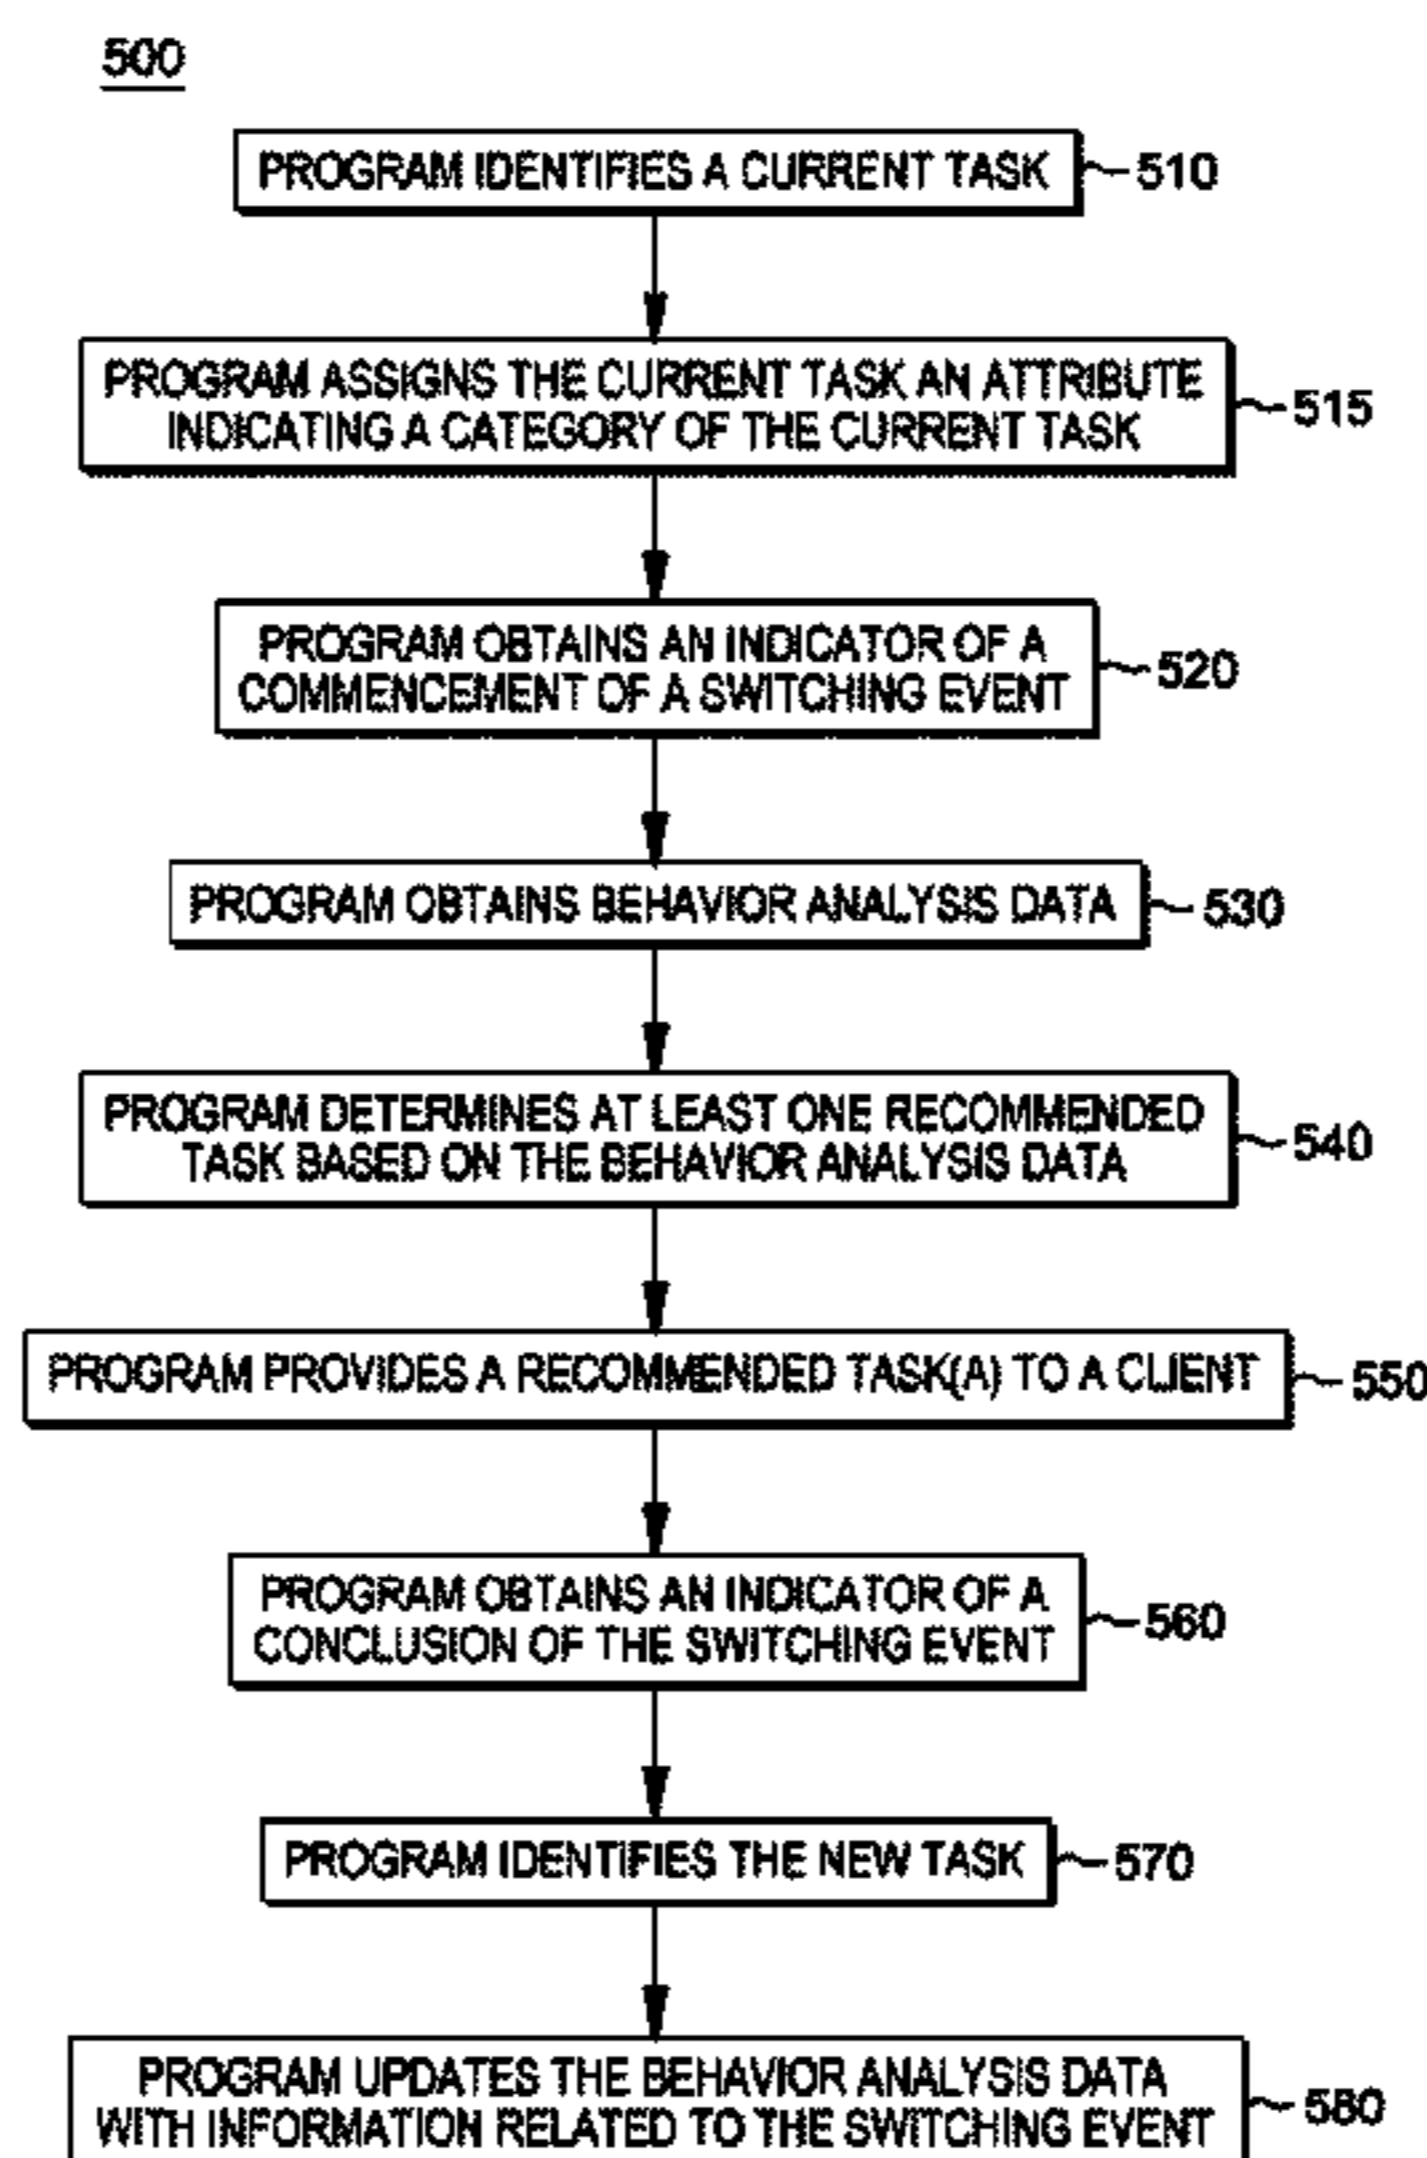 500
PROGRAM IDENTIFIES A CURRENT TASK
510
PROGRAM ASSIGNS THE CURRENT TASK AN ATTRIBUTE
INDICATING A CATEGORY OF THE CURRENT TASK
515
PROGRAM OBTAINS AN INDICATOR OF A
COMMENCEMENT OF A SWITCHING EVENT
520
PROGRAM OBTAINS BEHAVIOR ANALYSIS DATA
530
PROGRAM DETERMINES AT LEAST ONE RECOMMENDED
TASK BASED ON THE BEHAVIOR ANALYSIS DATA
540
PROGRAM PROVIDES A RECOMMENDED TASK(A) TO A CLIENT
550
PROGRAM OBTAINS AN INDICATOR OF A
CONCLUSION OF THE SWITCHING EVENT
560
PROGRAM IDENTIFIES THE NEW TASK
570
PROGRAM UPDATES THE BEHAVIOR ANALYSIS DATA
WITH INFORMATION RELATED TO THE SWITCHING EVENT
580